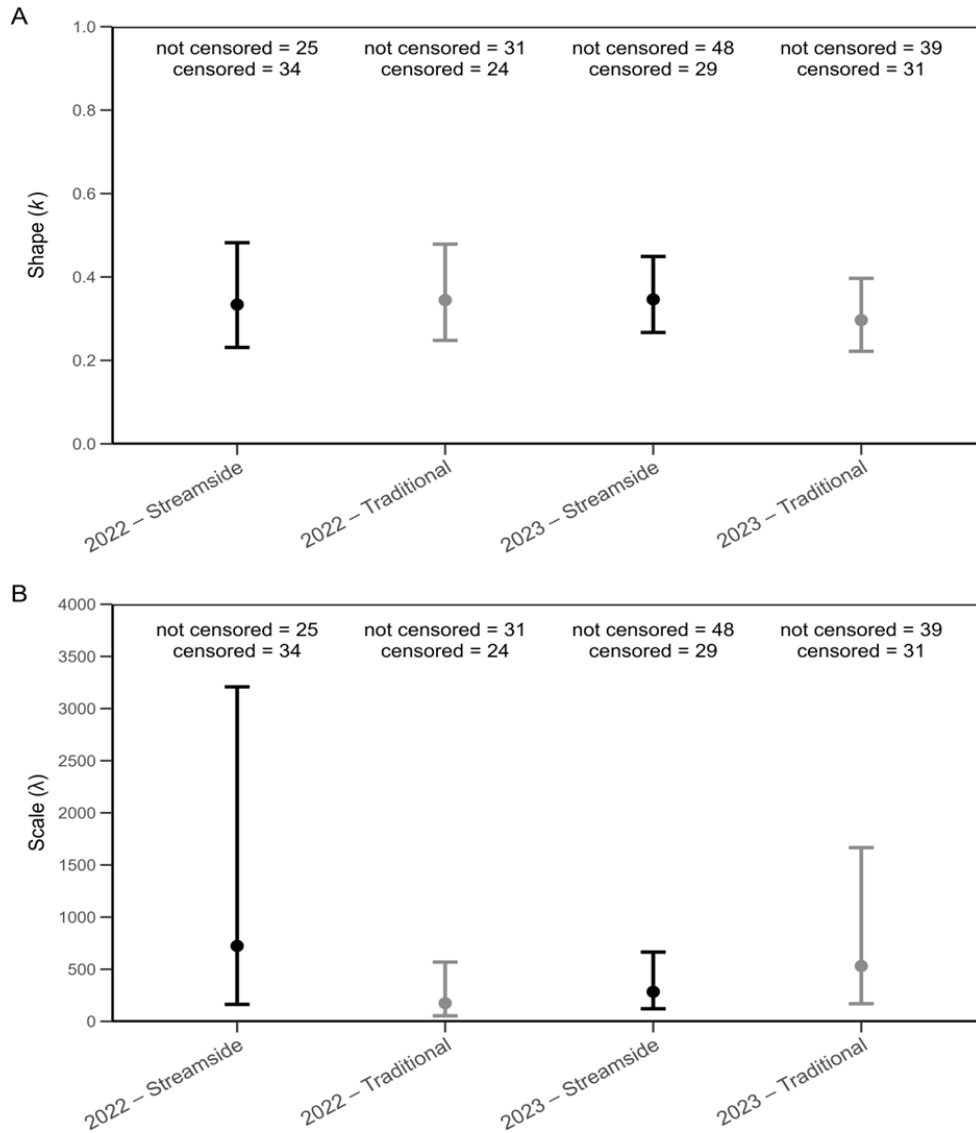 A
1.0
not censored = 25 not censored = 31 not censored = 48 not censored = 39
censored = 34 censored = 24 censored = 29 censored = 31
0.8
0.6
Shape (k)
0.4
0.2
0.0
2022 – Streamside 2022 – Traditional 2023 – Streamside 2023 – Traditional
B
4000
not censored = 25 not censored = 31 not censored = 48 not censored = 39
censored = 34 censored = 24 censored = 29 censored = 31
3500
3000
2500
Scale (λ)
2000
1500
1000
500
0
2022 – Streamside 2022 – Traditional 2023 – Streamside 2023 – Traditional